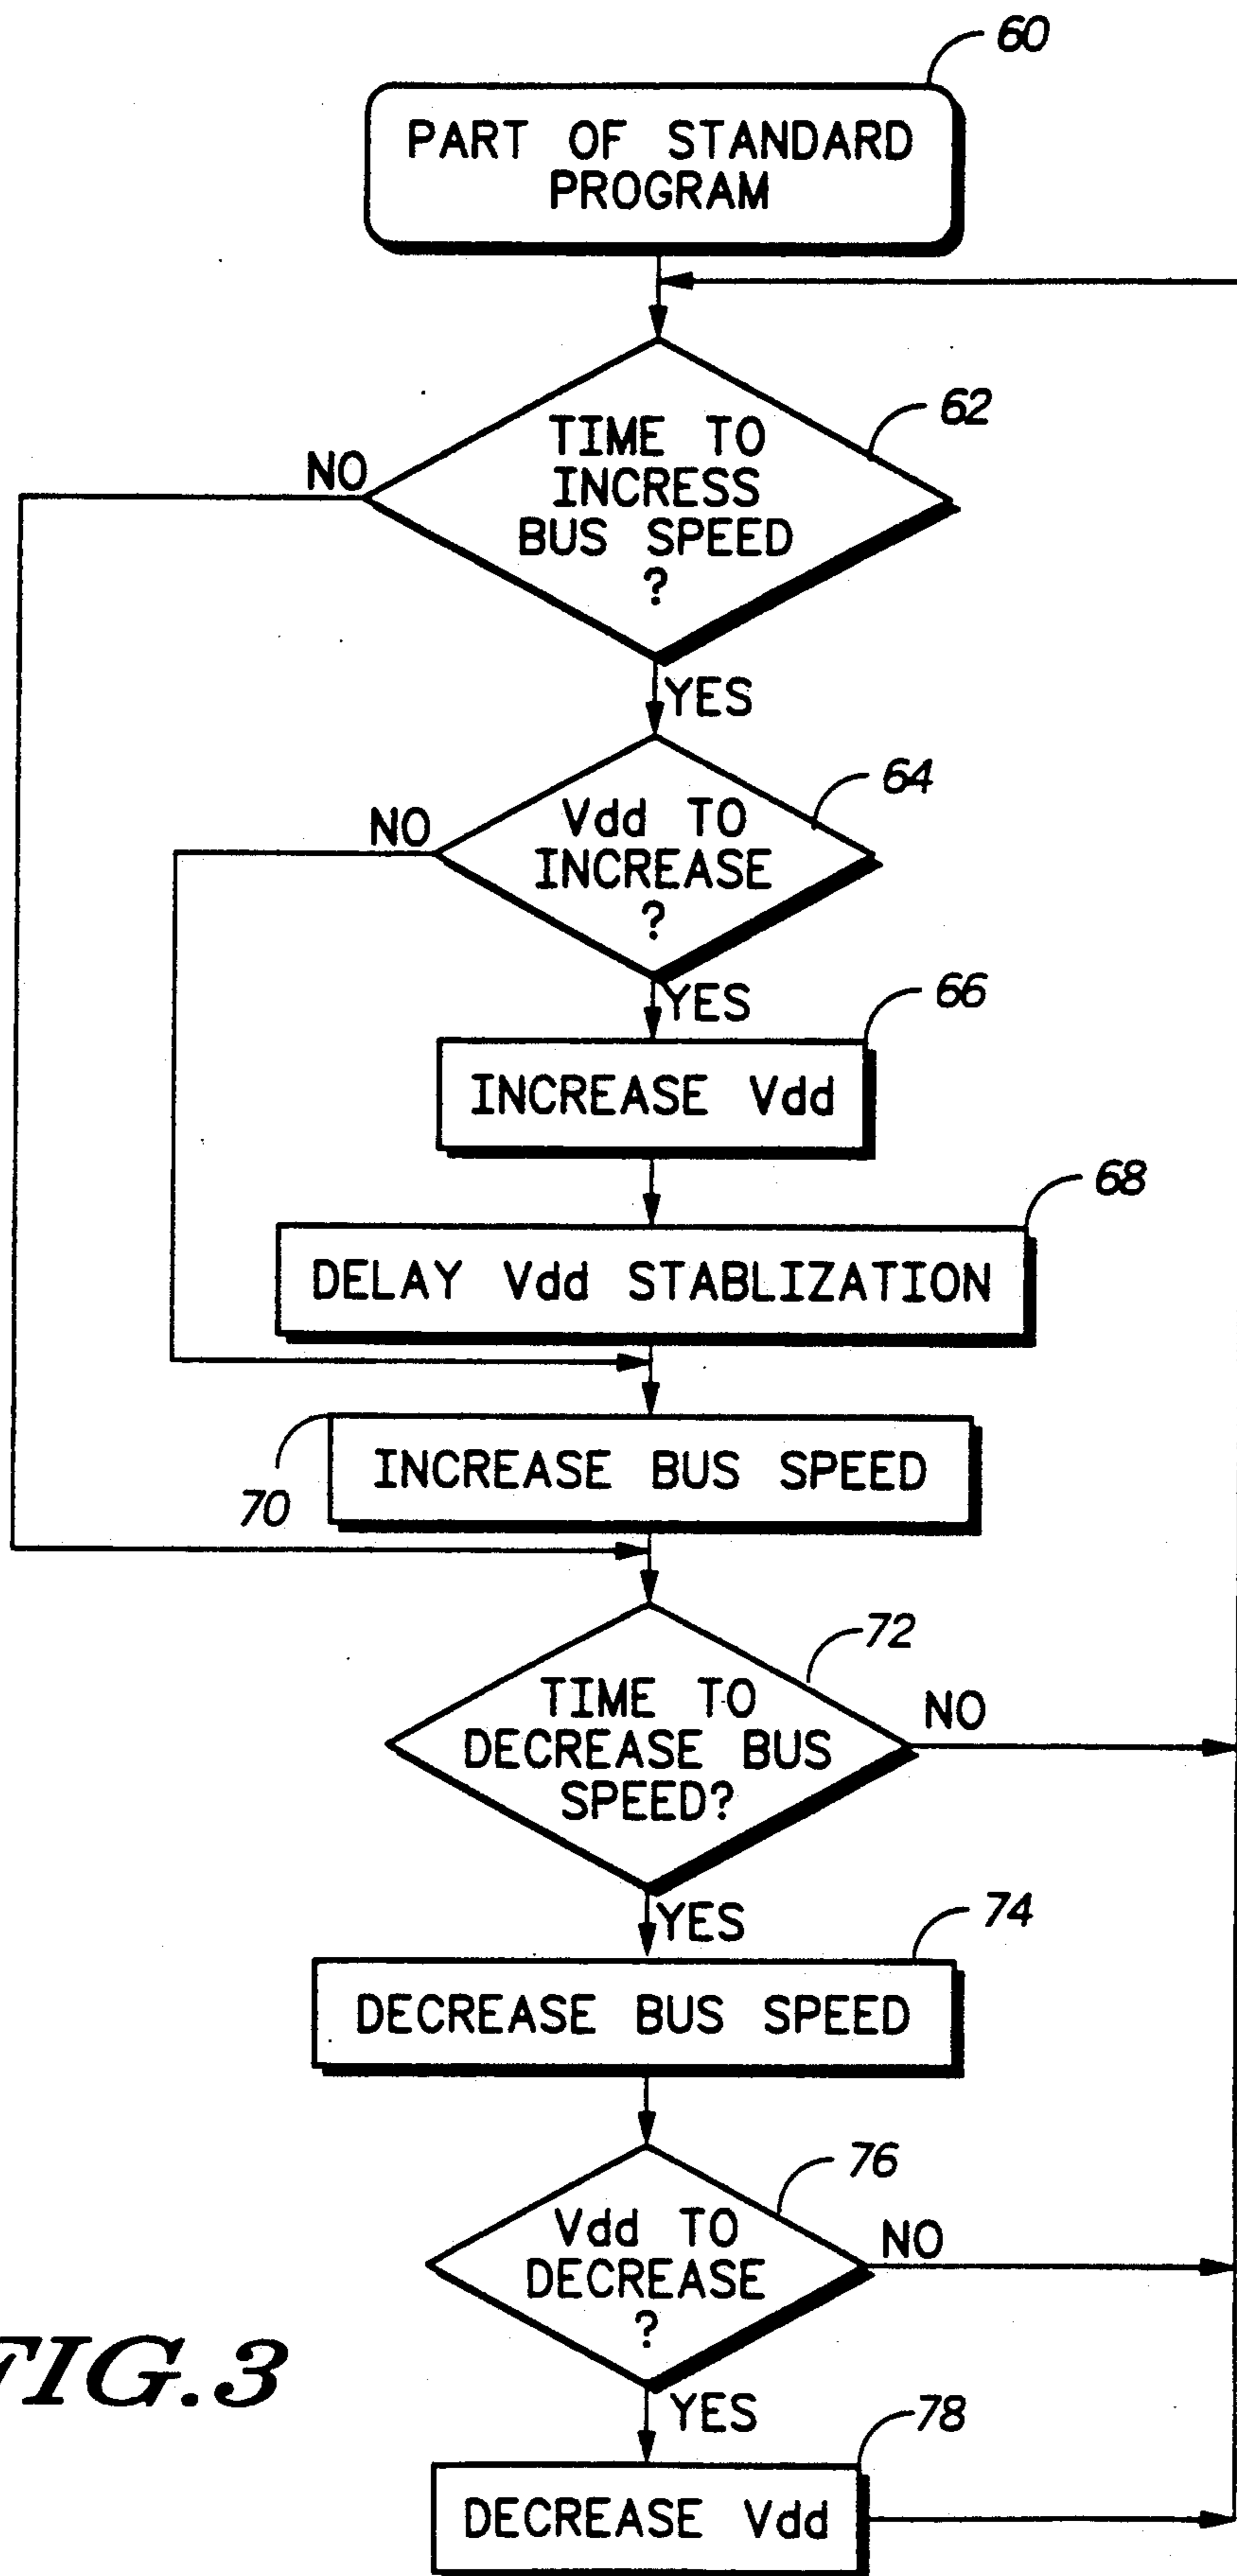 60
PART OF STANDARD
PROGRAM
62
NO
TIME TO
INCRESS
BUS SPEED
?
YES
64
NO
Vdd TO
INCREASE
?
YES
66
INCREASE Vdd
68
DELAY Vdd STABLIZATION
70
INCREASE BUS SPEED
72
TIME TO
DECREASE BUS
SPEED?
NO
YES
74
DECREASE BUS SPEED
76
Vdd TO
DECREASE
?
NO
YES
FIG.3
78
DECREASE Vdd